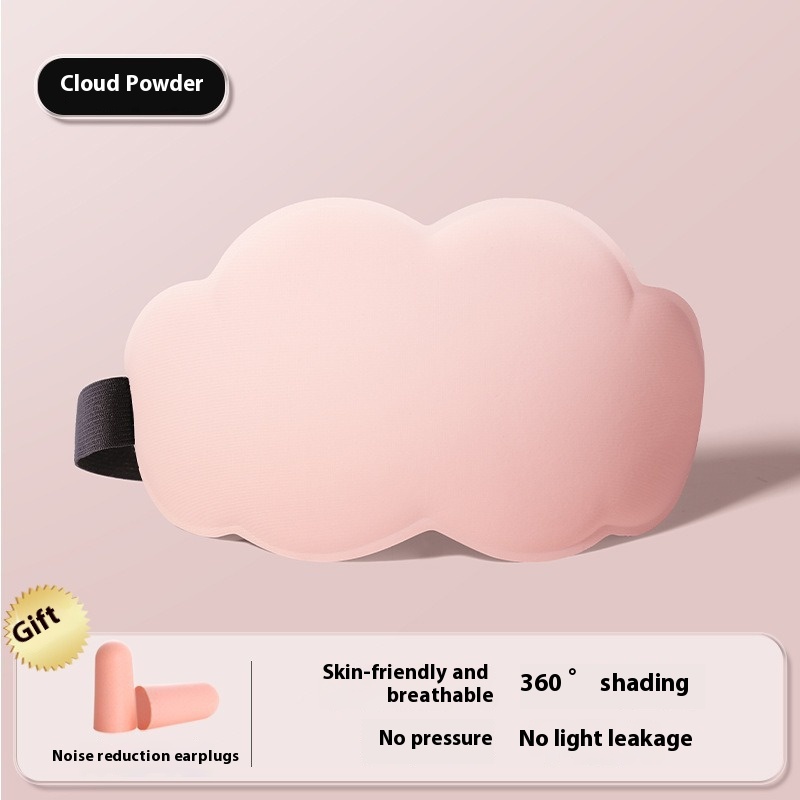 Cloud Powder
Gift
Noise reduction earplugs
Skin-friendly and
breathable
360 ° shading
No pressure
No light leakage